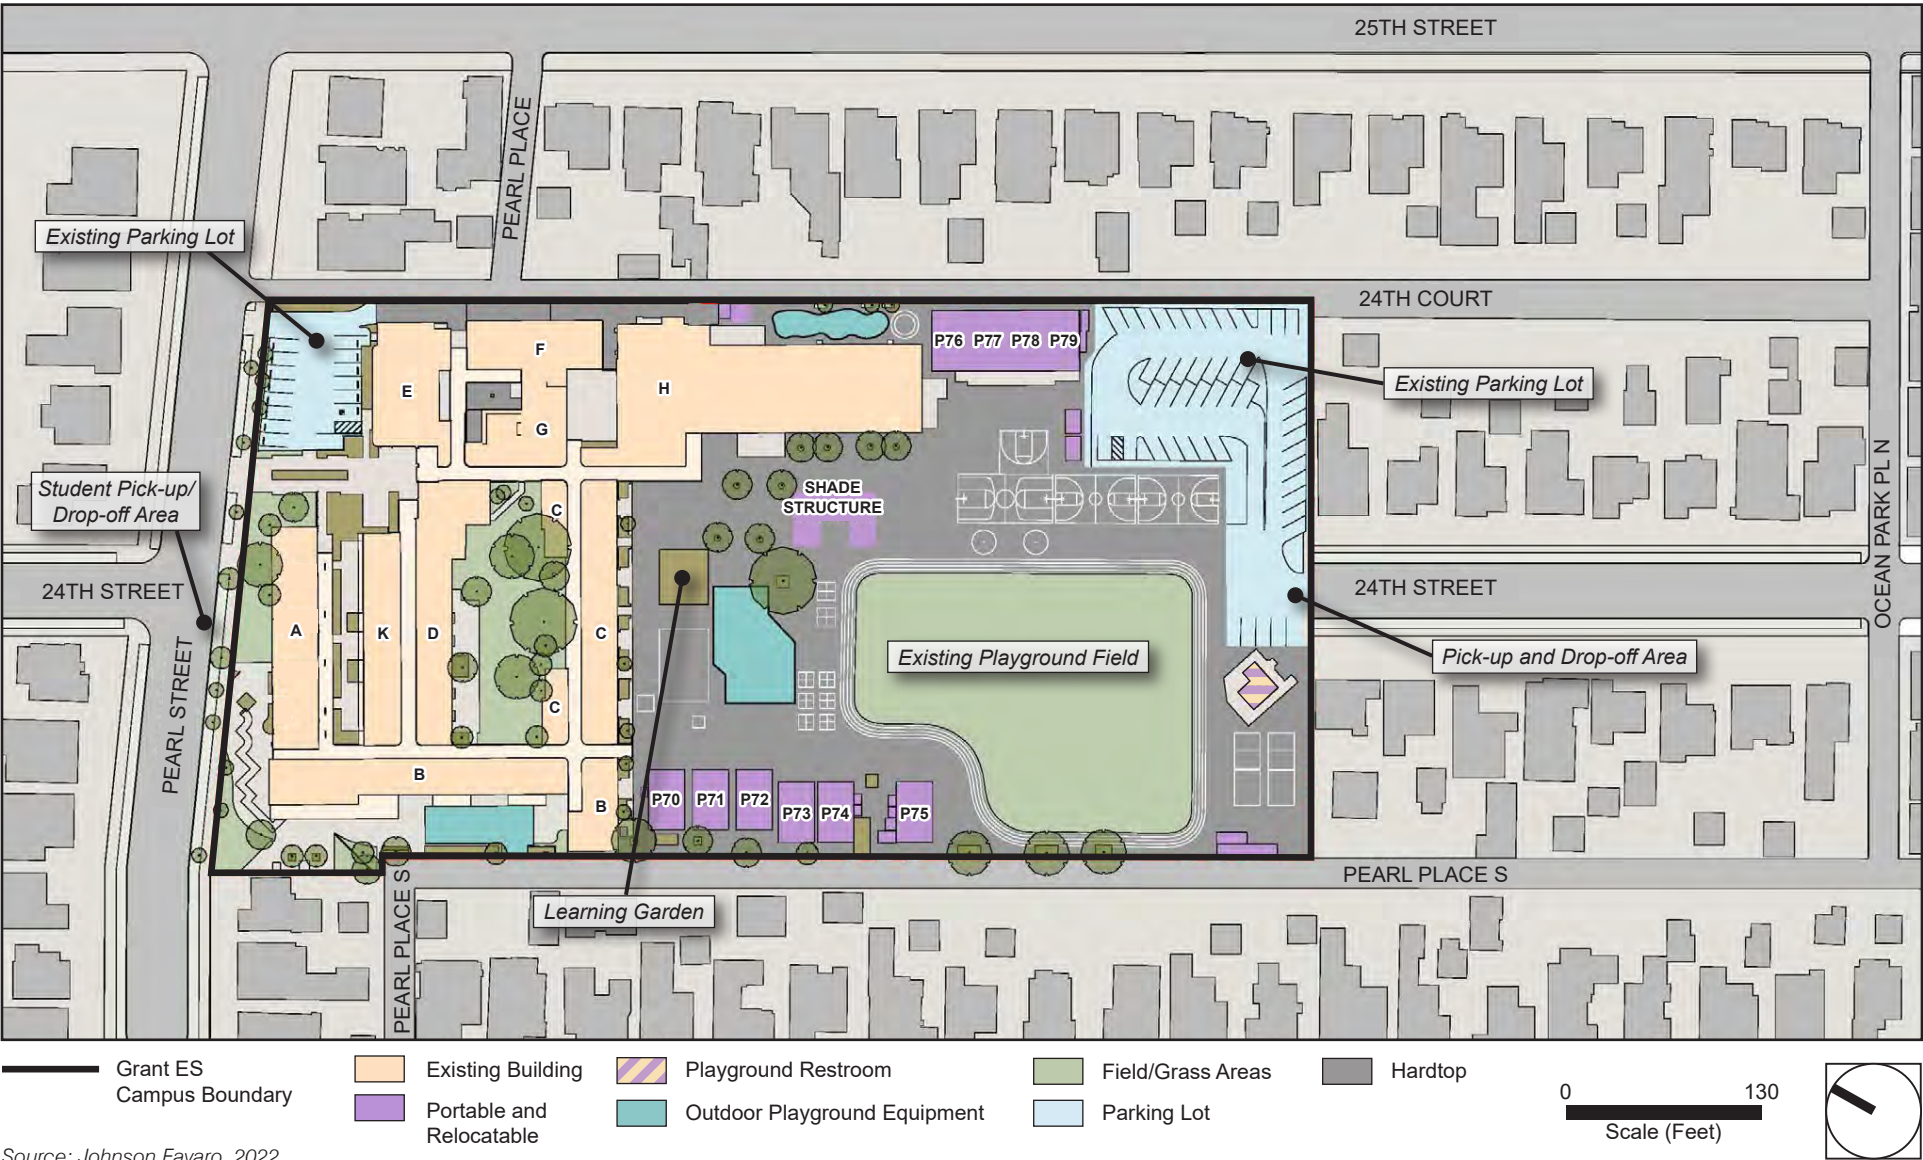 25TH STREET
PEARL PLACE
Existing Parking Lot
24TH COURT
P76 P77 P78 P79
F
E
H
G
Existing Parking Lot
Student Pick-up/
Drop-off Area
SHADE
STRUCTURE
C
OCEAN PARK PL N
24TH STREET
24TH STREET
A
K
D
C
Existing Playground Field
Pick-up and Drop-off Area
PEARL STREET
C
B
B
P70
P71
P72
P73
P74
P75
PEARL PLACE S
PEARL PLACE S
Learning Garden
Grant ES
Campus Boundary
Existing Building
Portable and
Relocatable
Playground Restroom
Outdoor Playground Equipment
Field/Grass Areas
Parking Lot
Hardtop
0 130
Scale (Feet)
Source: Johnson Favaro, 2022